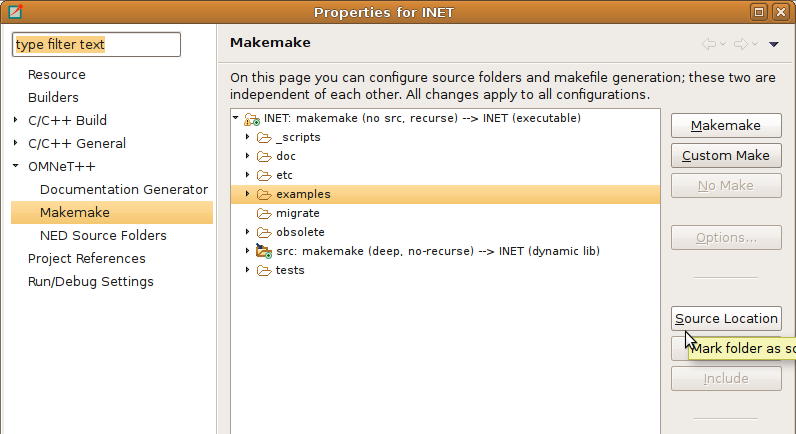 Properties for INET
type filter text
Resource
Builders
C/C++ Build
C/C++ General
OMNeT++
Documentation Generator
Makemake
NED Source Folders
Project References
Run/Debug Settings
Makemake
On this page you can configure source folders and makefile generation; these two are
independent of each other. All changes apply to all configurations.
INET: makemake (no src, recurse) --> INET (executable)
_scripts
doc
etc
examples
migrate
obsolete
src: makemake (deep, no-recurse) --> INET (dynamic lib)
tests
Makemake
Custom Make
No Make
Options...
Source Location
Mark folder as
Include